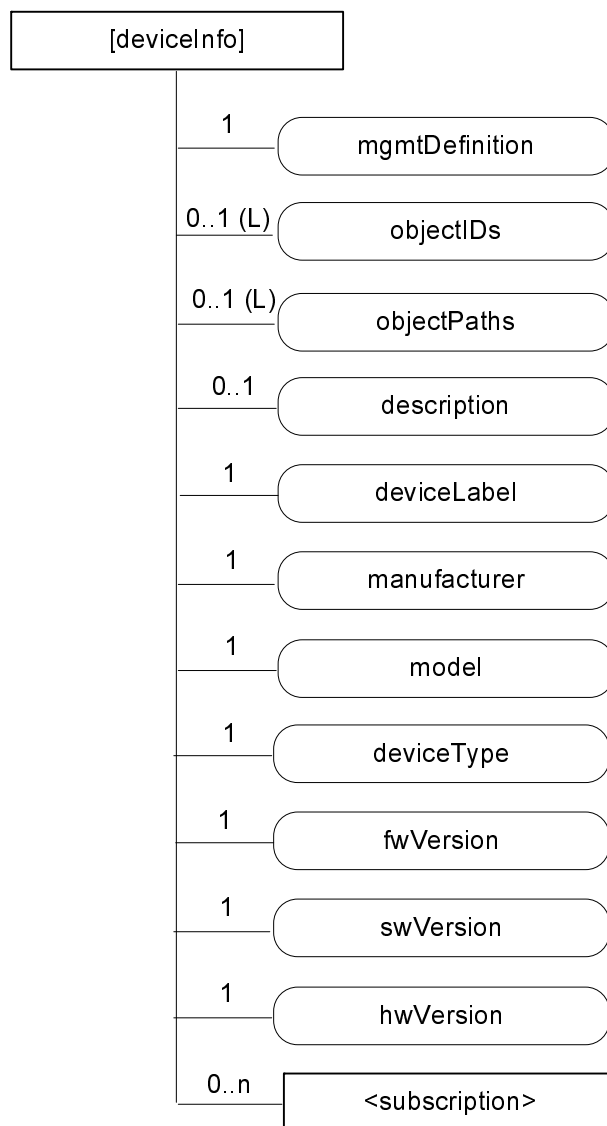 [deviceInfo]
1
mgmtDefinition
0..1 (L)
objectIDs
0..1 (L)
objectPaths
0..1
description
1
deviceLabel
1
manufacturer
1
model
1
deviceType
1
fwVersion
1
swVersion
1
hwVersion
0..n
<subscription>